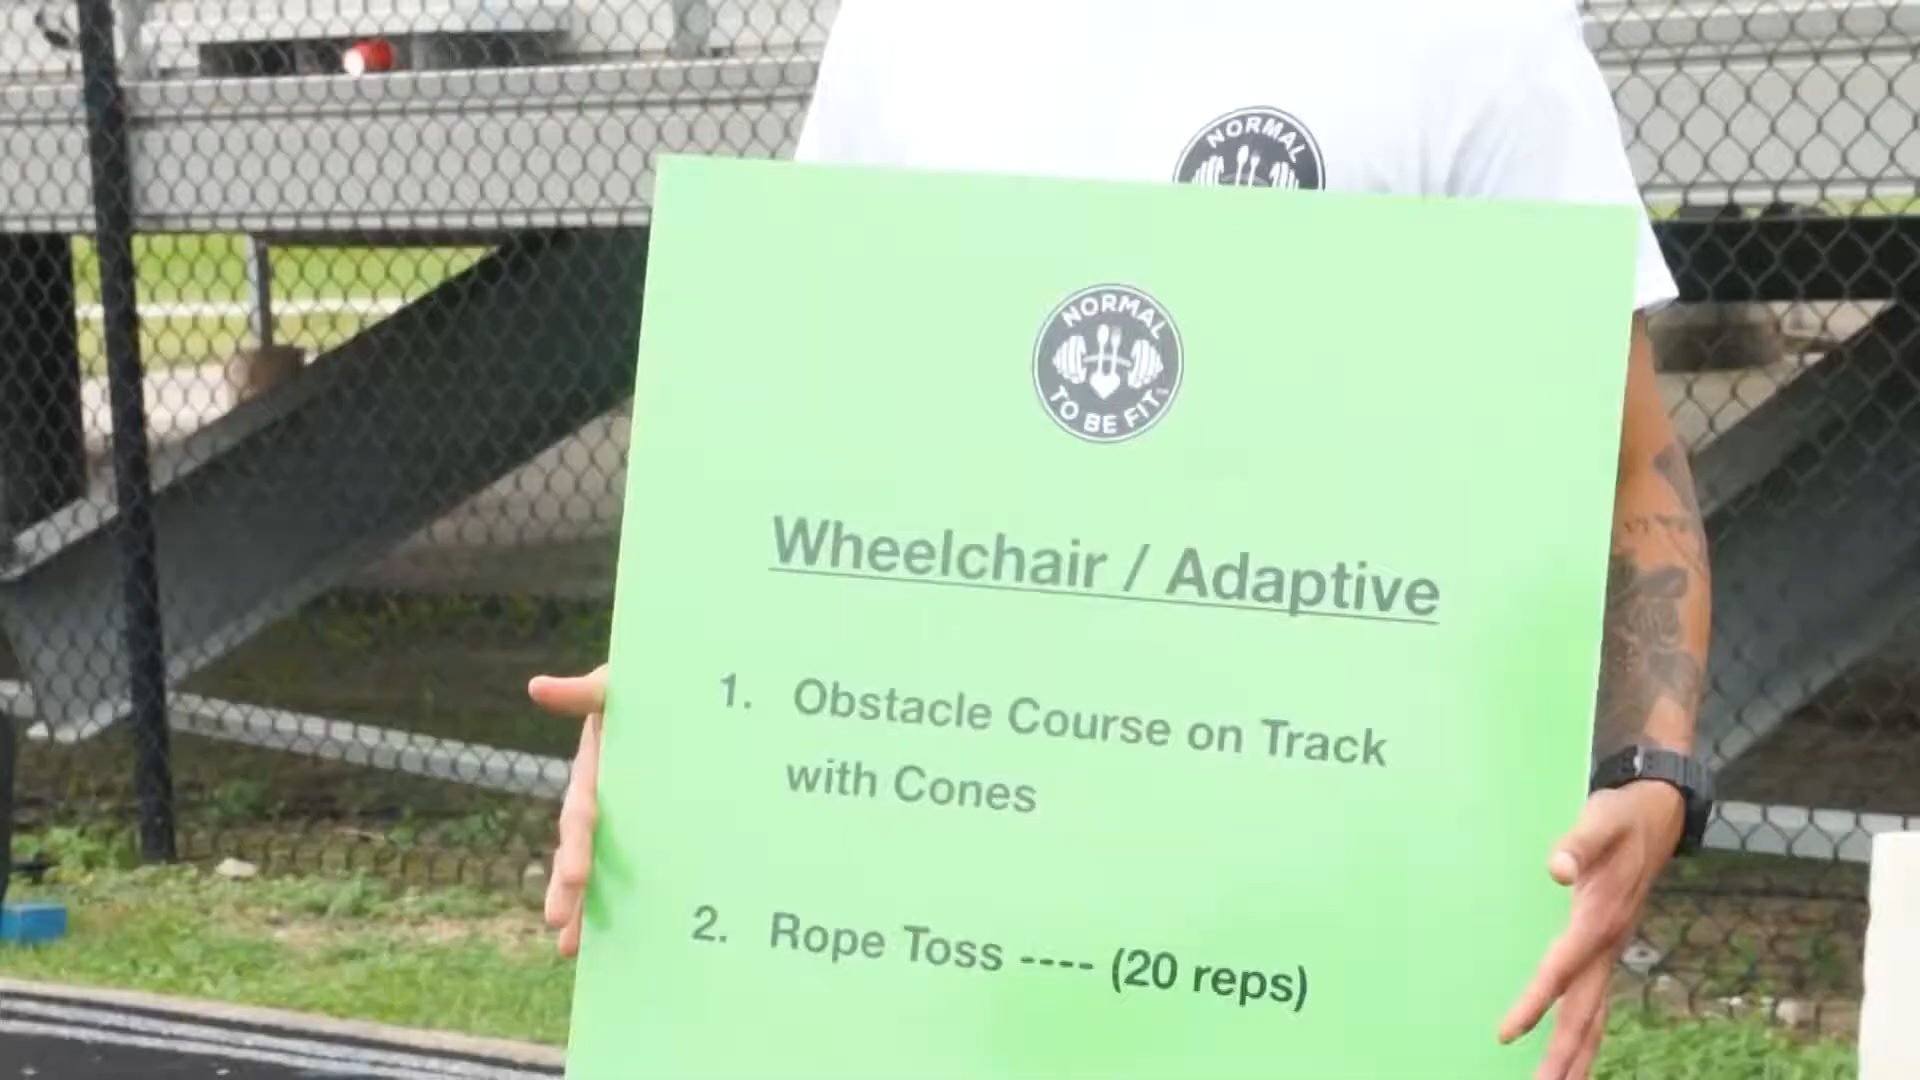 NORMAL
NORMAL
TO BE FIT
Wheelchair / Adaptive
1. Obstacle Course on Track
with Cones
2. Rope Toss ---- (20 reps)